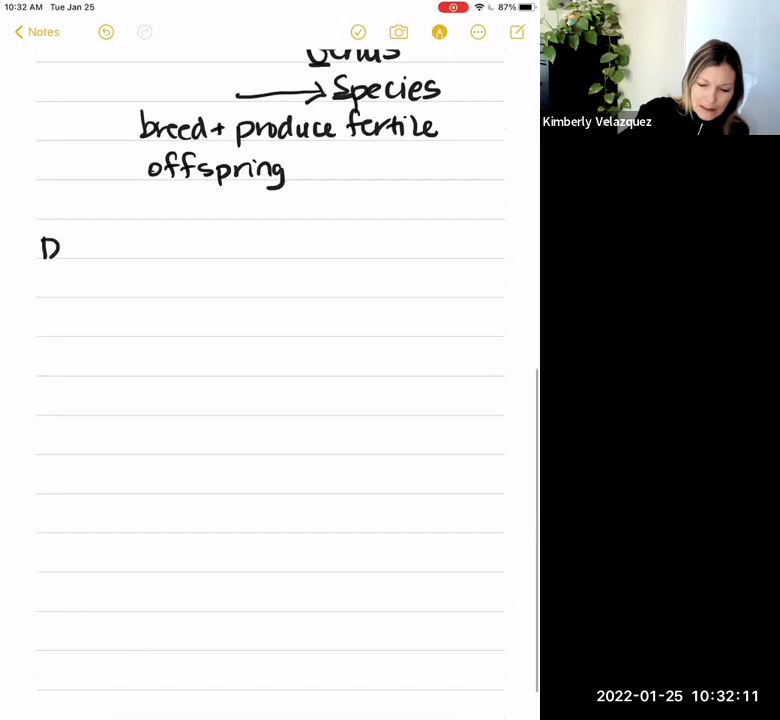 10:32 AM Tue Jan 25
87%
Notes
Genus
→ Species
breed + produce fertile
offspring
D
Kimberly Velazquez
2022-01-25 10:32:11